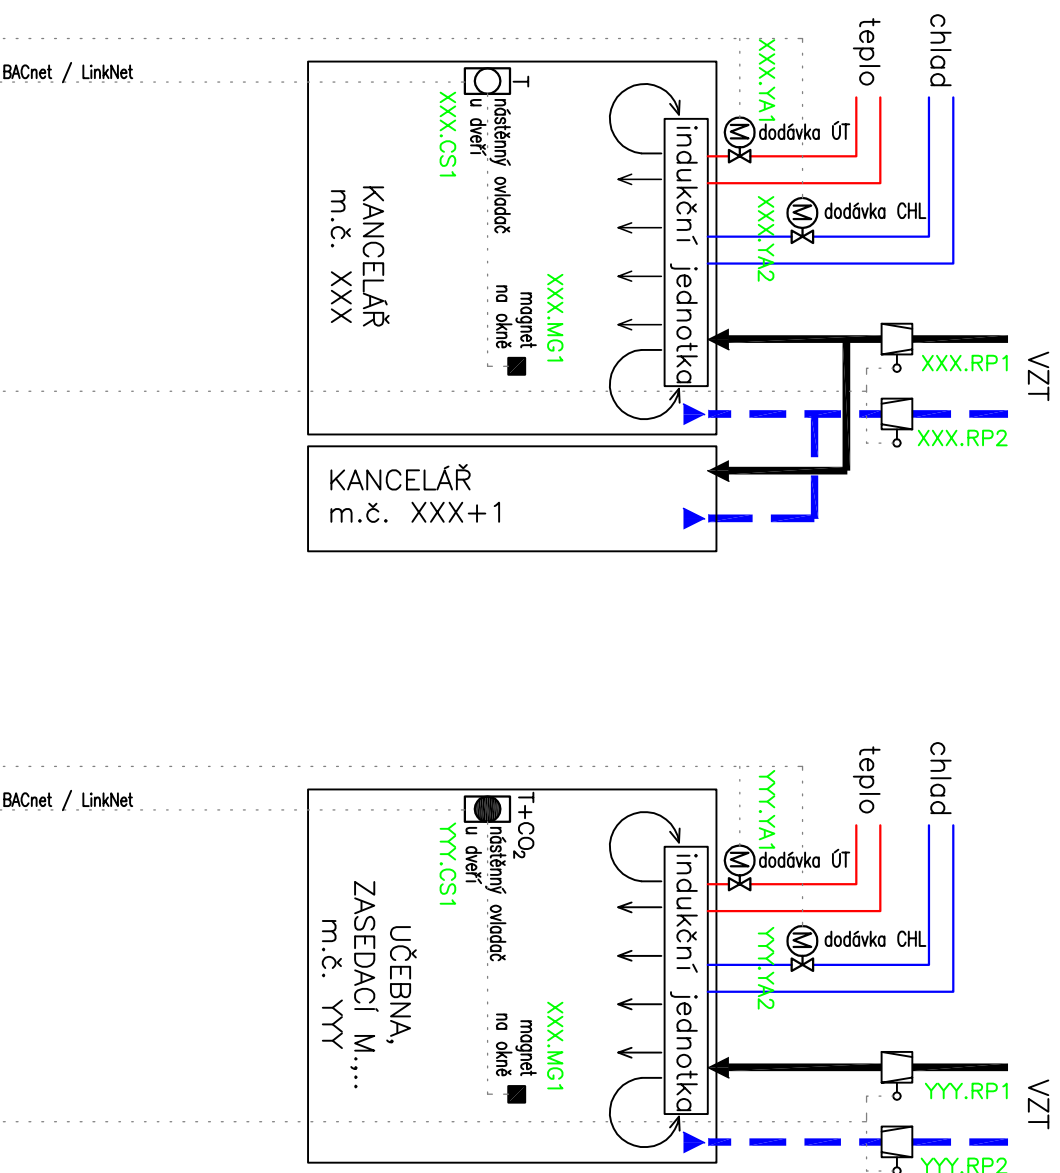 chlad
teplo
BACnet / LinkNet
XXX.YA1
M
dodávka ÚT
T
nástěnný ovladač
u dveří
XXX.CS1
indukční jednotka
XXX.YA2
M
dodávka CHL
KANCELÁŘ
m.č. XXX
XXX.MG1
magnet
na okně
VZT
XXX.RP1
XXX.RP2
KANCELÁŘ
m.č. XXX+1
chlad
teplo
BACnet / LinkNet
YYY.YA1
M
dodávka ÚT
T+CO2
nástěnný ovladač
u dveří
YYY.CS1
indukční jednotka
YYY.YA2
M
dodávka CHL
UČEBNA,
ZASEDACÍ M.,..
m.č. YYY
XXX.MG1
magnet
na okně
VZT
YYY.RP1
YYY.RP2